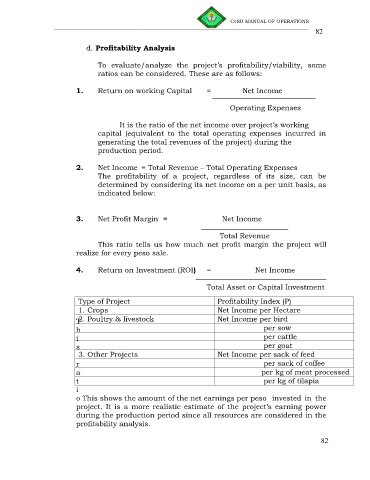 CvSU MANUAL OF OPERATIONS
82
d. Profitability Analysis
To evaluate/analyze the project's profitability/viability, some
ratios can be considered. These are as follows:
1. Return on working Capital = Net Income
Operating Expenses
It is the ratio of the net income over project's working
capital (equivalent to the total operating expenses incurred in
generating the total revenues of the project) during the
production period.
2. Net Income = Total Revenue – Total Operating Expenses
The profitability of a project, regardless of its size, can be
determined by considering its net income on a per unit basis, as
indicated below:
3. Net Profit Margin = Net Income
Total Revenue
This ratio tells us how much net profit margin the project will
realize for every peso sale.
4. Return on Investment (ROI) = Net Income
Total Asset or Capital Investment
Type of Project Profitability Index (P)
1. Crops Net Income per Hectare
T
2. Poultry & livestock Net Income per bird
h per sow
i per cattle
s per goat
3. Other Projects Net Income per sack of feed
r per sack of coffee
a per kg of meat processed
t per kg of tilapia
i
o This shows the amount of the net earnings per peso invested in the
project. It is a more realistic estimate of the project's earning power
during the production period since all resources are considered in the
profitability analysis.
82